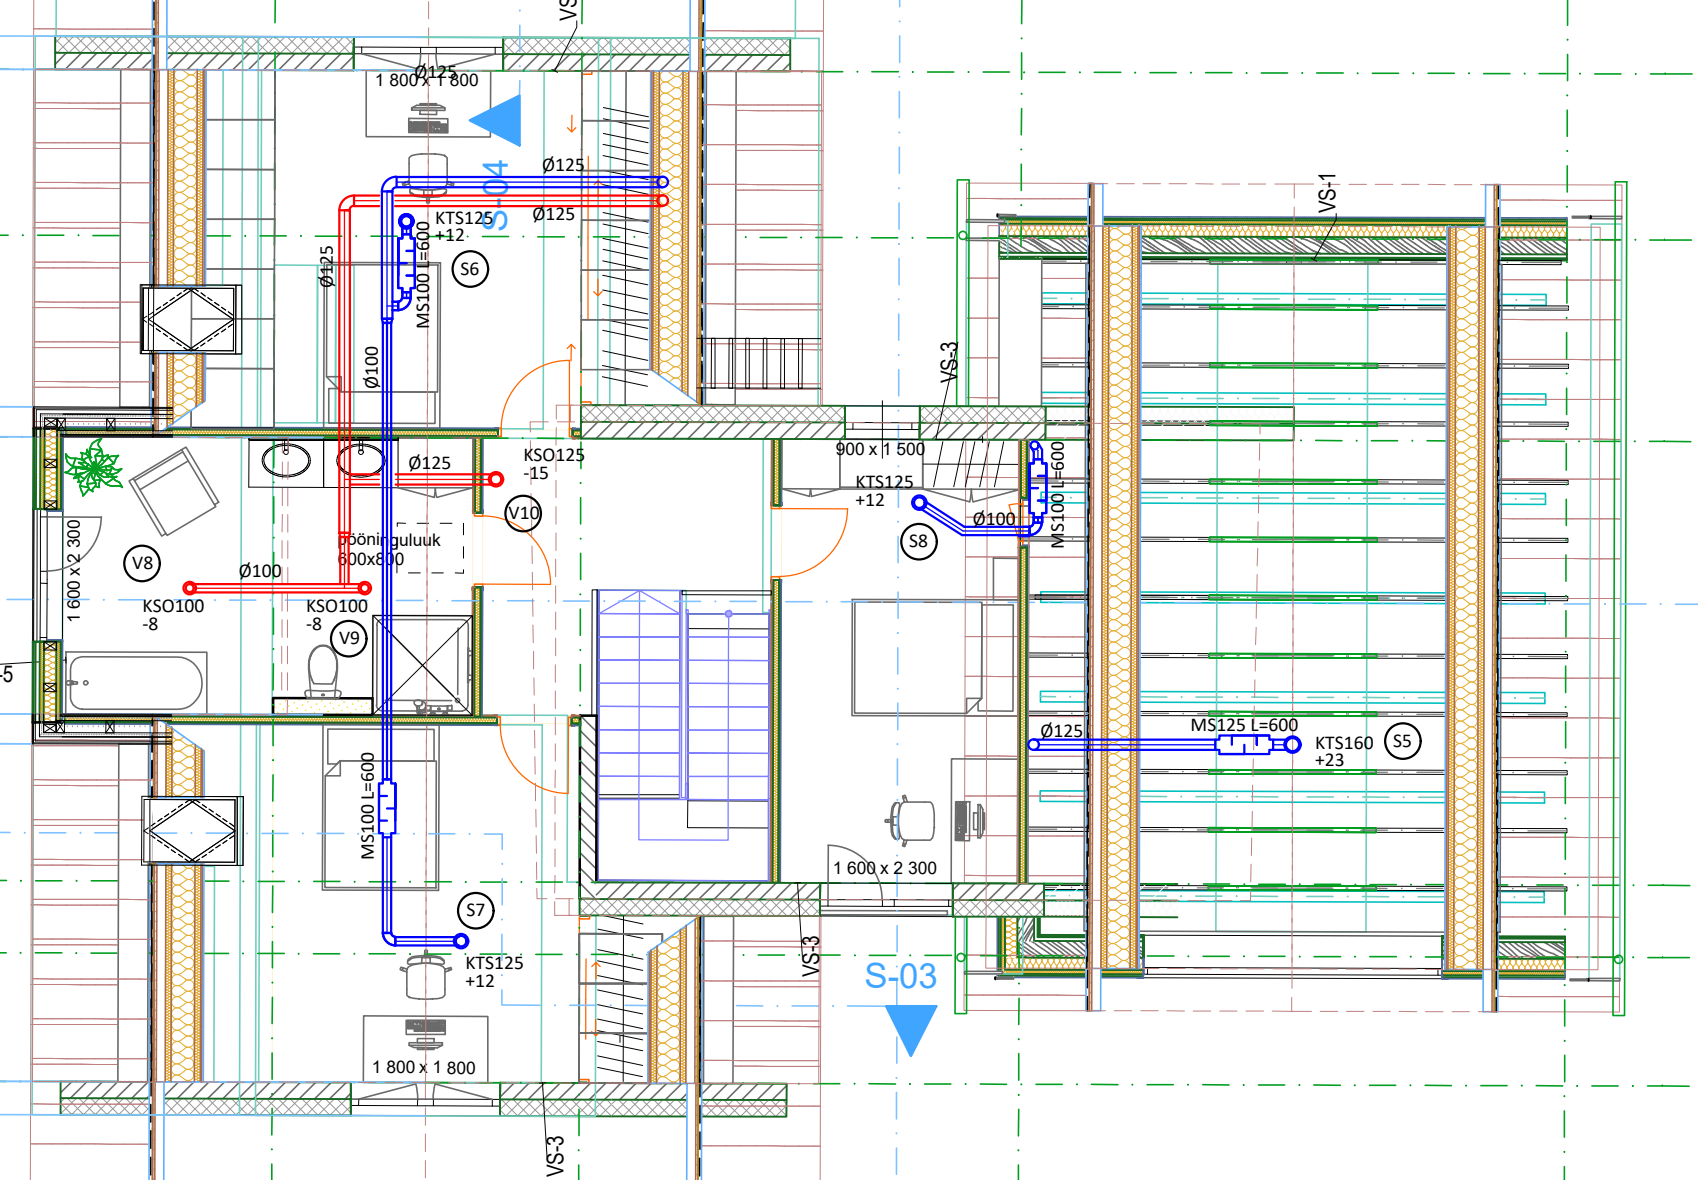 VS
Ø125
1 800 x 1 800
S-04
Ø125
Ø125
KTS125
+12
MS100 L=600
S6
Ø125
Ø100
VS-1
VS-3
900 x 1 500
KSO125
-15
Ø125
V10
KTS125
+12
MS100 L=600
Ø100
S8
pööninguluuk
600x800
V8
1 600 x 2 300
Ø100
KSO100
-8
KSO100
-8
V9
-5
Ø125
MS125 L=600
KTS160
+23
S5
MS100 L=600
1 600 x 2 300
S7
KTS125
+12
VS-3
S-03
1 800 x 1 800
VS-3